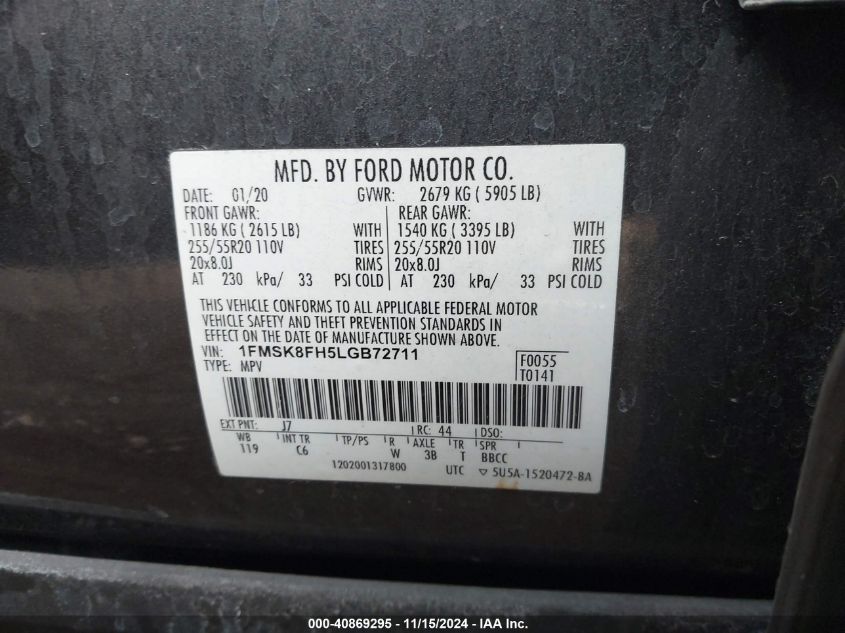 MFD. BY FORD MOTOR CO.
DATE: 01/20 GVWR: 2679 KG ( 5905 LB)
FRONT GAWR: REAR GAWR:
1186 KG ( 2615 LB) WITH 1540 KG ( 3395 LB) WITH
255/55R20 110V TIRES 255/55R20 110V TIRES
20x8.0J RIMS 20x8.0J RIMS
AT 230 kPa/ 33 PSI COLD AT 230 kPa/ 33 PSI COLD
THIS VEHICLE CONFORMS TO ALL APPLICABLE FEDERAL MOTOR
VEHICLE SAFETY AND THEFT PREVENTION STANDARDS IN
EFFECT ON THE DATE OF MANUFACTURE SHOWN ABOVE.
VIN: 1FMSK8FH5LGB72711 F0055
TYPE: MPV T0141
EXT PNT: J7 RC: 44 DSO:
WB INT TR TP/PS R AXLE TR SPR
119 C6 W 3B T BBCC
1202001317800 UTC ▽ 5U5A-1520472-BA
000-40869295 - 11/15/2024 - IAA Inc.